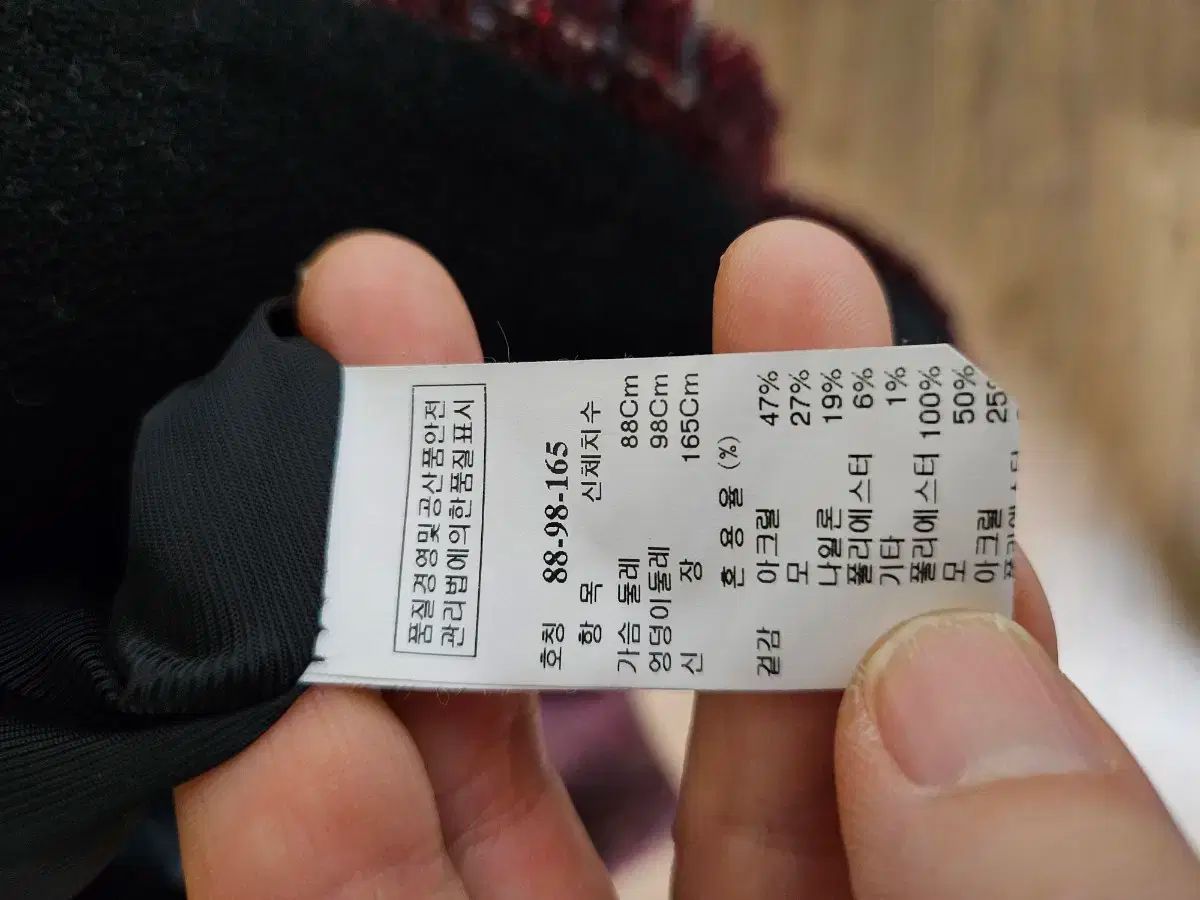 품질경영및공산품안전
관리법에의한품질표시
호칭 88-98-165
항 목 신체치수
가슴 둘레 88Cm
엉덩이둘레 98Cm
신 장 165Cm
혼 용 율 (%)
겉감 아크릴 47%
모 27%
나일론 19%
폴리에스터 6%
기타 1%
폴리에스터 100%
모 50%
아크릴 25%